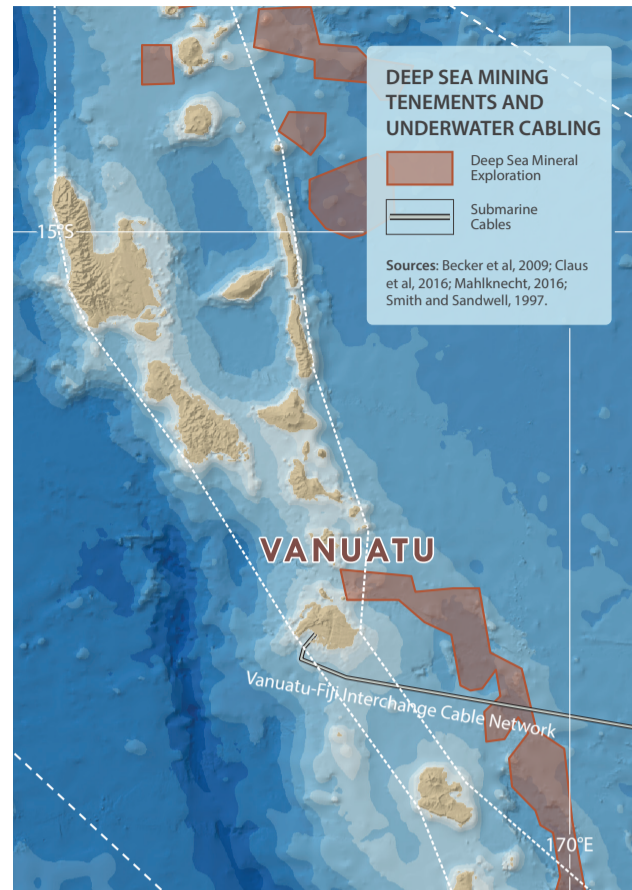 DEEP SEA MINING
TENEMENTS AND
UNDERWATER CABLING
Deep Sea Mineral
Exploration
Submarine
Cables
Sources: Becker et al, 2009; Claus
et al, 2016; Mahlknecht, 2016;
Smith and Sandwell, 1997.
15°S
VANUATU
Vanuatu-Fiji Interchange Cable Network
170°E